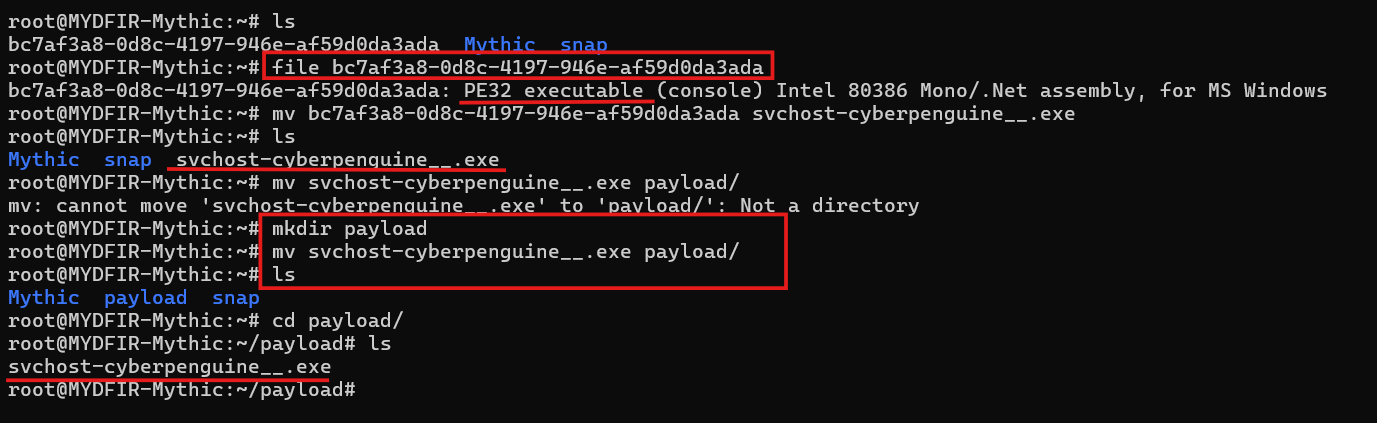 root@MYDFIR-Mythic:~# ls
bc7af3a8-0d8c-4197-946e-af59d0da3ada  Mythic  snap
root@MYDFIR-Mythic:~# file bc7af3a8-0d8c-4197-946e-af59d0da3ada
bc7af3a8-0d8c-4197-946e-af59d0da3ada: PE32 executable (console) Intel 80386 Mono/.Net assembly, for MS Windows
root@MYDFIR-Mythic:~# mv bc7af3a8-0d8c-4197-946e-af59d0da3ada svchost-cyberpenguine__.exe
root@MYDFIR-Mythic:~# ls
Mythic  snap  svchost-cyberpenguine__.exe
root@MYDFIR-Mythic:~# mv svchost-cyberpenguine__.exe payload/
mv: cannot move 'svchost-cyberpenguine__.exe' to 'payload/': Not a directory
root@MYDFIR-Mythic:~# mkdir payload
root@MYDFIR-Mythic:~# mv svchost-cyberpenguine__.exe payload/
root@MYDFIR-Mythic:~# ls
Mythic  payload  snap
root@MYDFIR-Mythic:~# cd payload/
root@MYDFIR-Mythic:~/payload# ls
svchost-cyberpenguine__.exe
root@MYDFIR-Mythic:~/payload#